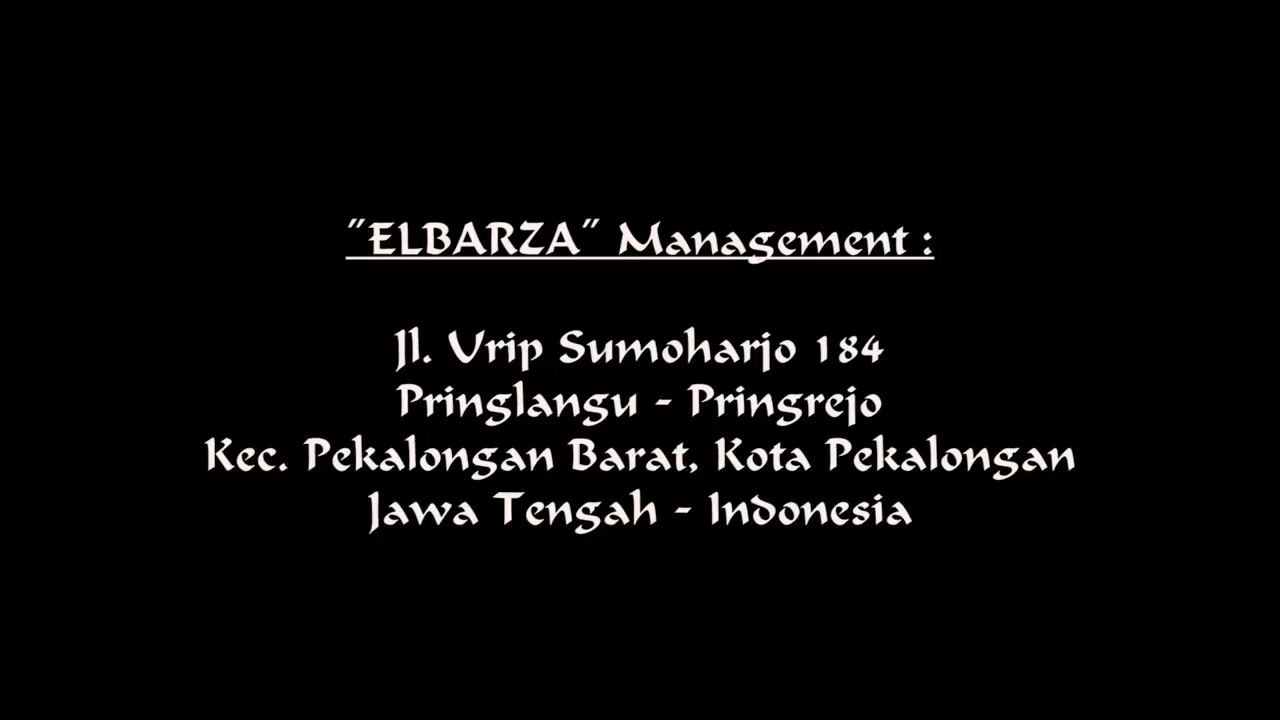 "ELBARZA" Management :
Jl. Urip Sumoharjo 184
Pringlangu - Pringrejo
Kec. Pekalongan Barat, Kota Pekalongan
Jawa Tengah - Indonesia